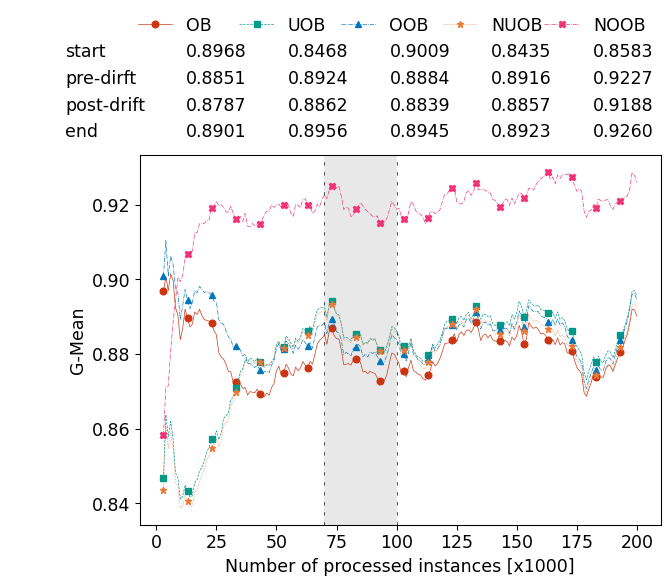 OB UOB OOB NUOB NOOB
start 0.8968 0.8468 0.9009 0.8435 0.8583
pre-dirft 0.8851 0.8924 0.8884 0.8916 0.9227
post-drift 0.8787 0.8862 0.8839 0.8857 0.9188
end 0.8901 0.8956 0.8945 0.8923 0.9260
0.92
0.90
0.88
0.86
0.84
G-Mean
0 25 50 75 100 125 150 175 200
Number of processed instances [x1000]